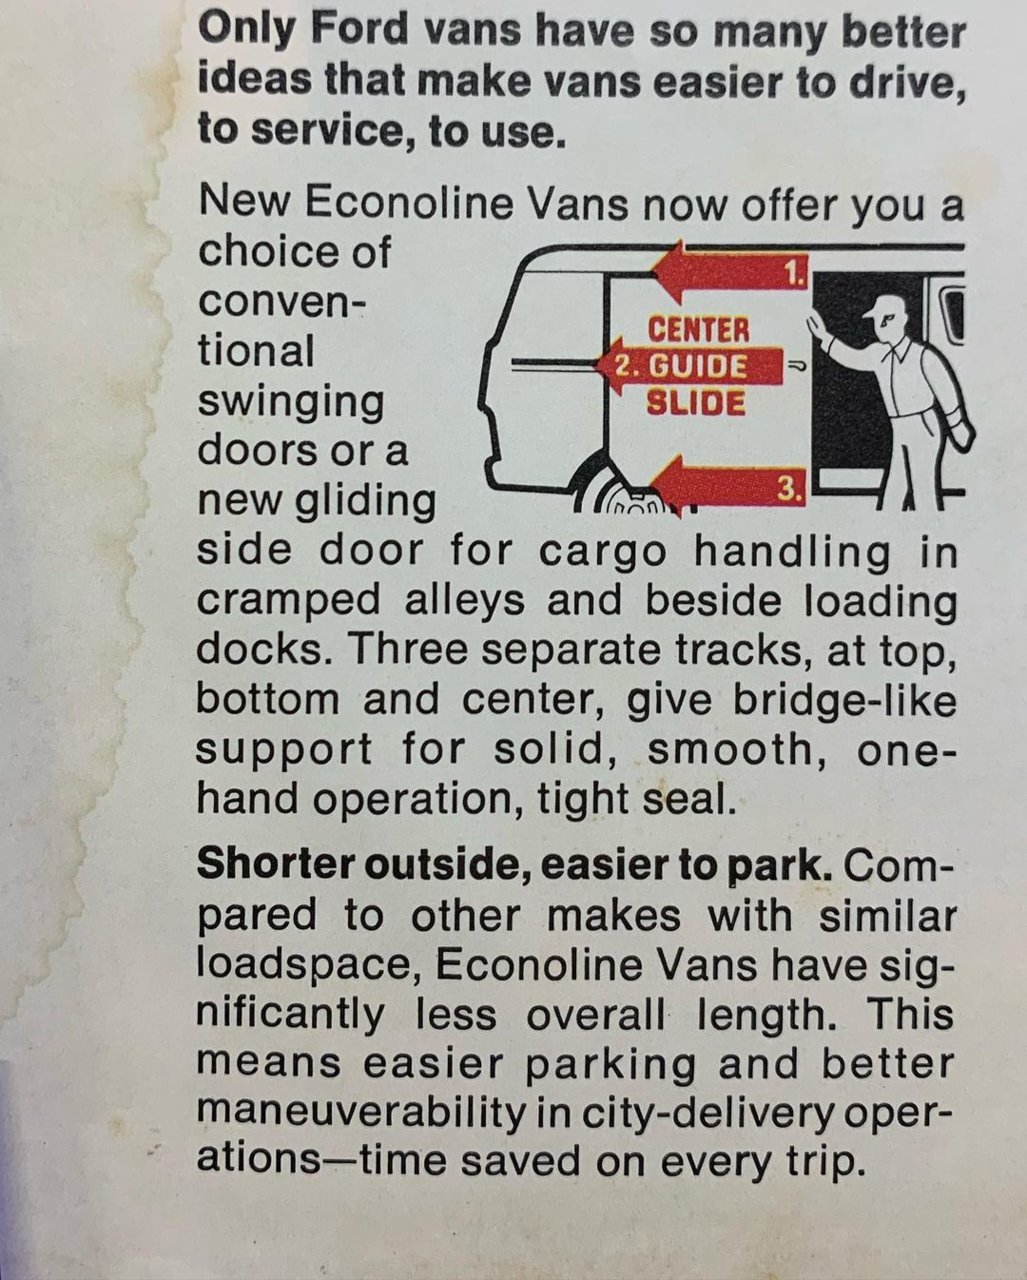 Only Ford vans have so many better
ideas that make vans easier to drive,
to service, to use.
New Econoline Vans now offer you a
choice of
conven-
tional
swinging
doors or a
new gliding
1.
CENTER
2. GUIDE
SLIDE
3.
side door for cargo handling in
cramped alleys and beside loading
docks. Three separate tracks, at top,
bottom and center, give bridge-like
support for solid, smooth, one-
hand operation, tight seal.
Shorter outside, easier to park. Com-
pared to other makes with similar
loadspace, Econoline Vans have sig-
nificantly less overall length. This
means easier parking and better
maneuverability in city-delivery oper-
ations—time saved on every trip.